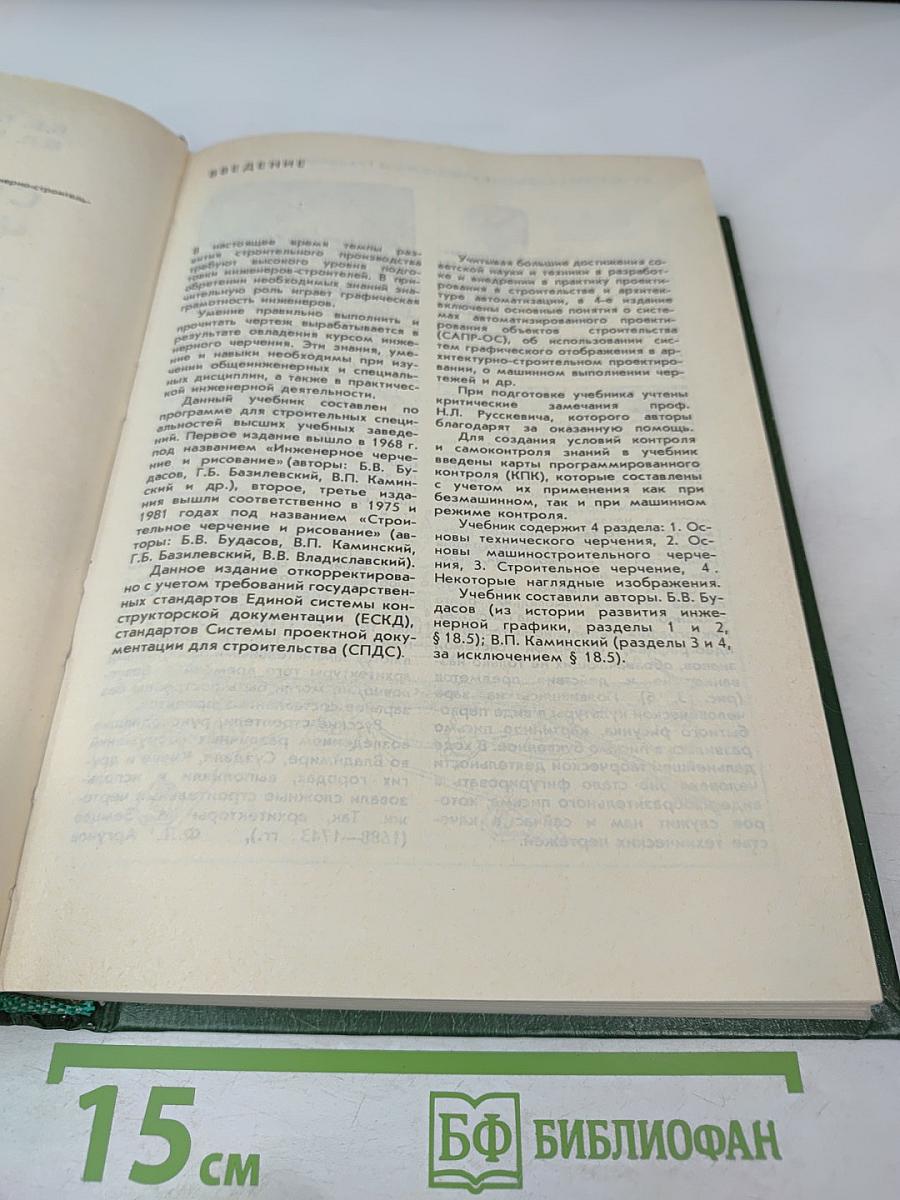 ВВЕДЕНИЕ
В настоящее время темпы раз-
вития строительного производства
требуют высокого уровня подго-
товки инженеров-строителей. В при-
обретении необходимых знаний зна-
чительную роль играет графическая
грамотность инженеров.
Умение правильно выполнить и
прочитать чертеж вырабатывается в
результате овладения курсом инже-
нерного черчения. Эти знания, уме-
ние и навыки необходимы при изу-
чении общеинженерных и специаль-
ных дисциплин, а также в практичес-
кой инженерной деятельности.
Данный учебник составлен по
программе для строительных специ-
альностей высших учебных заведе-
ний. Первое издание вышло в 1968 г.
под названием «Инженерное черче-
ние и рисование» (авторы: Б.В. Бу-
дасов, Г.Б. Базилевский, В.П. Камин-
ский и др.), второе, третье изда-
ния вышли соответственно в 1975 и
1981 годах под названием «Строи-
тельное черчение и рисование» (ав-
торы: Б.В. Будасов, В.П. Каминский,
Г.Б. Базилевский, В.В. Владиславский).
Данное издание откорректирова-
но с учетом требований государствен-
ных стандартов Единой системы кон-
структорской документации (ЕСКД),
стандартов Системы проектной доку-
ментации для строительства (СПДС).
Учитывая большие достижения со-
ветской науки и техники в разработ-
ке и внедрении в практику проекти-
рования в строительстве и архитек-
туре автоматизации, в 4-е издание
включены основные понятия о систе-
мах автоматизированного проекти-
рования объектов строительства
(САПР-ОС), об использовании сис-
тем графического отображения в ар-
хитектурно-строительном проектиро-
вании, о машинном выполнении чер-
тежей и др.
При подготовке учебника учтены
критические замечания проф.
Н.Л. Русскевича, которого авторы
благодарят за оказанную помощь.
Для создания условий контроля
и самоконтроля знаний в учебник
введены карты программированного
контроля (КПК), которые составлены
с учетом их применения как при
безмашинном, так и при машинном
режиме контроля.
Учебник содержит 4 раздела: 1. Ос-
новы технического черчения, 2. Ос-
новы машиностроительного черче-
ния, 3. Строительное черчение, 4.
Некоторые наглядные изображения.
Учебник составили авторы. Б.В. Бу-
дасов (из истории развития инже-
нерной графики, разделы 1 и 2,
§ 18.5); В.П. Каминский (разделы 3 и 4,
за исключением § 18.5).
15 см
БФ БИБЛИОФАН